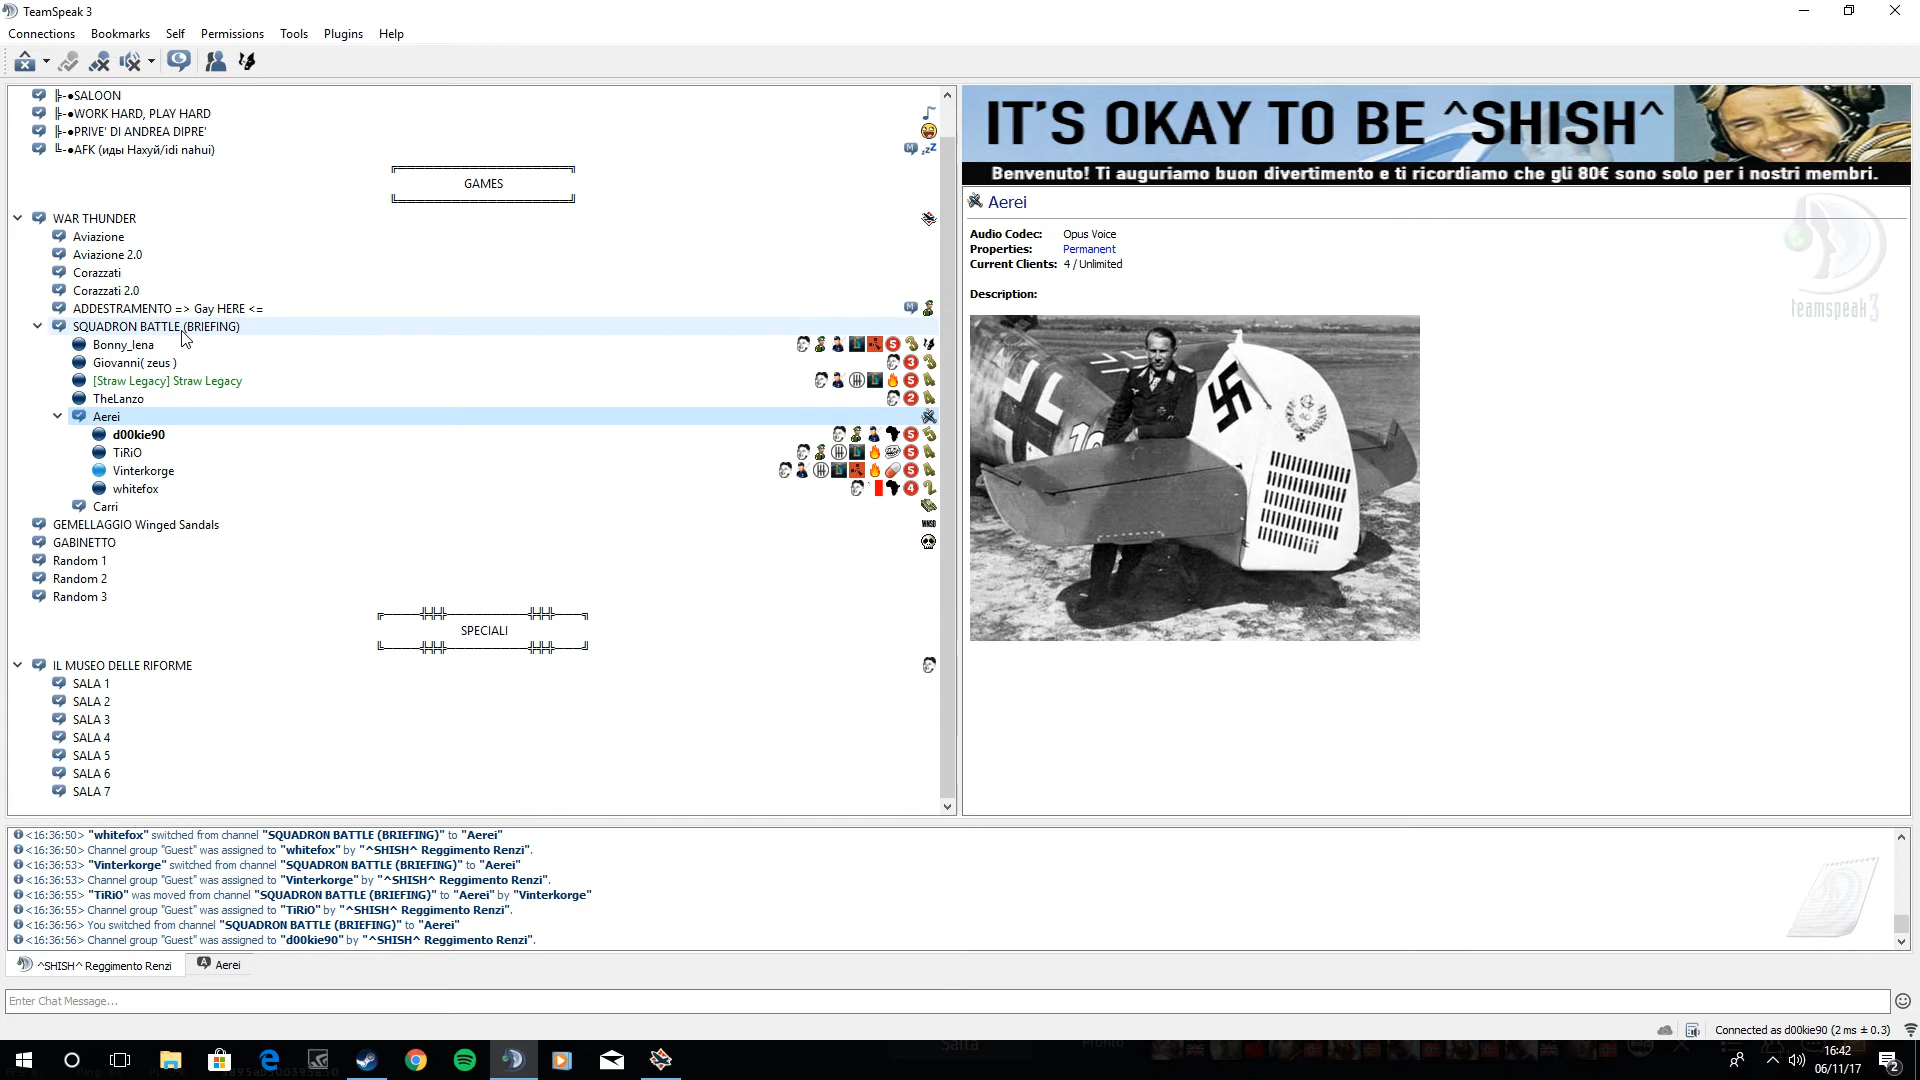 TeamSpeak 3
Connections Bookmarks Self Permissions Tools Plugins Help
╠-●SALOON
╠-●WORK HARD, PLAY HARD
╠-●PRIVE' DI ANDREA DIPRE'
╚-●AFK (иды Нахуй/idi nahui)
GAMES
WAR THUNDER
Aviazione
Aviazione 2.0
Corazzati
Corazzati 2.0
ADDESTRAMENTO => Gay HERE <=
SQUADRON BATTLE (BRIEFING)
Bonny_lena
Giovanni( zeus )
[Straw Legacy] Straw Legacy
TheLanzo
Aerei
d00kie90
TiRiO
Vinterkorge
whitefox
Carri
GEMELLAGGIO Winged Sandals
GABINETTO
Random 1
Random 2
Random 3
SPECIALI
IL MUSEO DELLE RIFORME
SALA 1
SALA 2
SALA 3
SALA 4
SALA 5
SALA 6
SALA 7
IT'S OKAY TO BE ^SHISH^
Benvenuto! Ti auguriamo buon divertimento e ti ricordiamo che gli 80€ sono solo per i nostri membri.
Aerei
Audio Codec: Opus Voice
Properties: Permanent
Current Clients: 4 / Unlimited
Description:
teamspeak 3
<16:36:50> "whitefox" switched from channel "SQUADRON BATTLE (BRIEFING)" to "Aerei"
<16:36:50> Channel group "Guest" was assigned to "whitefox" by "^SHISH^ Reggimento Renzi".
<16:36:53> "Vinterkorge" switched from channel "SQUADRON BATTLE (BRIEFING)" to "Aerei"
<16:36:53> Channel group "Guest" was assigned to "Vinterkorge" by "^SHISH^ Reggimento Renzi".
<16:36:55> "TiRiO" was moved from channel "SQUADRON BATTLE (BRIEFING)" to "Aerei" by "Vinterkorge"
<16:36:55> Channel group "Guest" was assigned to "TiRiO" by "^SHISH^ Reggimento Renzi".
<16:36:56> You switched from channel "SQUADRON BATTLE (BRIEFING)" to "Aerei"
<16:36:56> Channel group "Guest" was assigned to "d00kie90" by "^SHISH^ Reggimento Renzi".
^SHISH^ Reggimento Renzi Aerei
Enter Chat Message...
Connected as d00kie90 (2 ms ± 0.3)
Salta
16:42
06/11/17
2